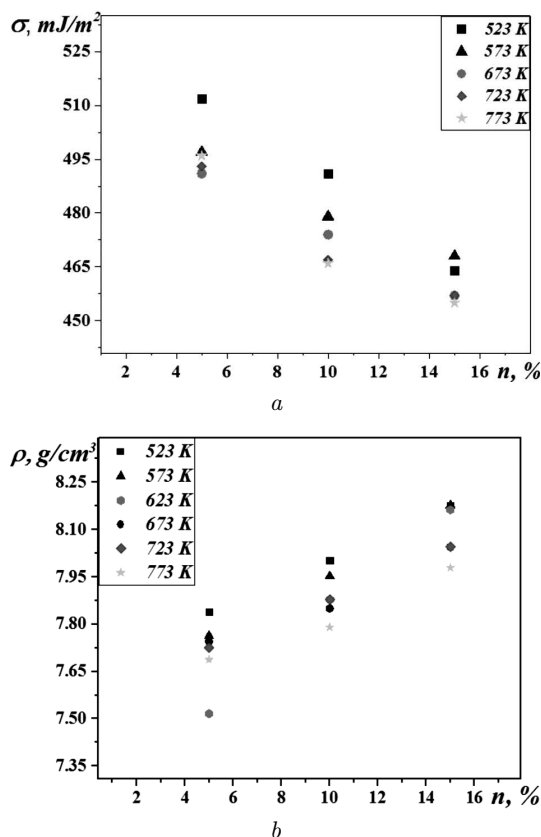 σ, mJ/m²
525
510
495
480
465
450
523 K
573 K
673 K
723 K
773 K
2 4 6 8 10 12 14 16 n, %
a
ρ, g/cm³
8.25
8.10
7.95
7.80
7.65
7.50
7.35
523 K
573 K
623 K
673 K
723 K
773 K
2 4 6 8 10 12 14 16 n, %
b